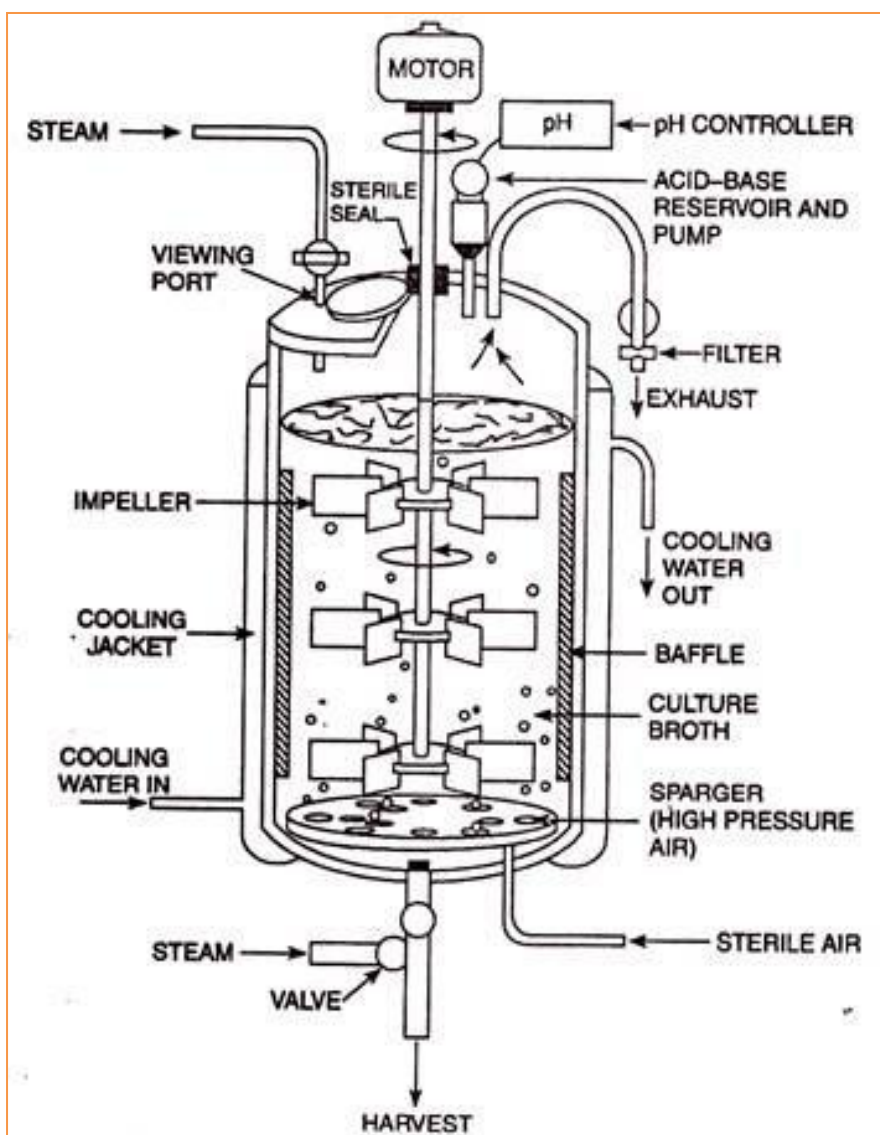 MOTOR
STEAM
pH
pH CONTROLLER
STERILE
SEAL
ACID–BASE
RESERVOIR AND
PUMP
VIEWING
PORT
FILTER
EXHAUST
IMPELLER
COOLING
WATER
OUT
COOLING
JACKET
BAFFLE
CULTURE
BROTH
COOLING
WATER IN
SPARGER
(HIGH PRESSURE
AIR)
STEAM
STERILE AIR
VALVE
HARVEST